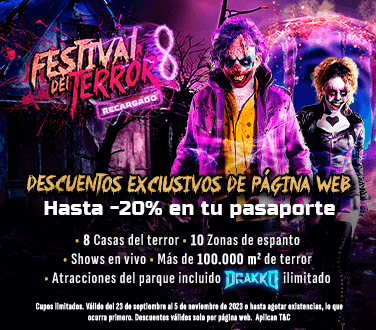 FESTIVAL 8
DEL TERROR
RECARGADO
DESCUENTOS EXCLUSIVOS DE PÁGINA WEB
Hasta -20% en tu pasaporte
• 8 Casas del terror • 10 Zonas de espanto
• Shows en vivo • Más de 100.000 m² de terror
• Atracciones del parque incluido DRAKKO ilimitado
Cupos limitados. Válido del 23 de septiembre al 5 de noviembre de 2023 o hasta agotar existencias, lo que
ocurra primero. Descuentos válidos solo por página web. Aplican T&C